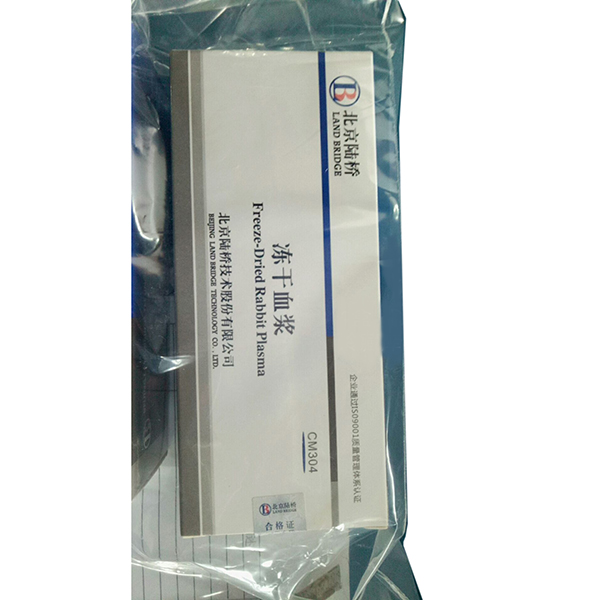 北京陆桥
LAND BRIDGE
冻干血浆
Freeze-Dried Rabbit Plasma
北京陆桥技术股份有限公司
BEIJING LAND BRIDGE TECHNOLOGY CO., LTD.
企业通过ISO9001质量管理体系认证
CM304
北京陆桥
LAND BRIDGE
合格证